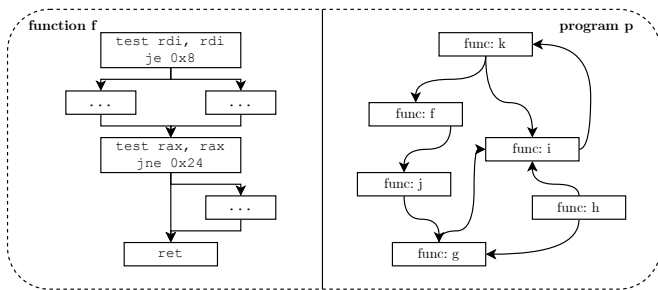 function f
test rdi, rdi
je 0x8
...
...
test rax, rax
jne 0x24
...
ret
program p
func: k
func: f
func: i
func: j
func: h
func: g